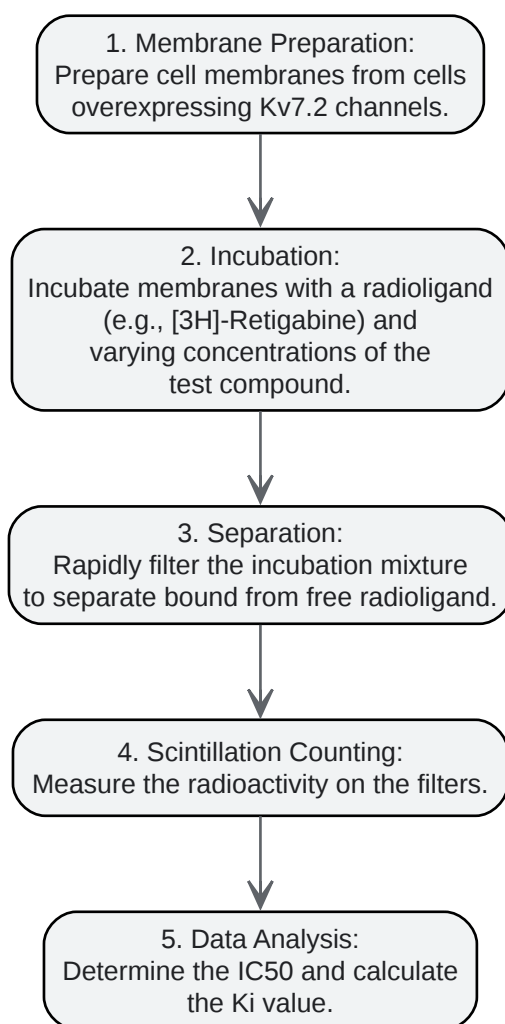 1. Membrane Preparation:
Prepare cell membranes from cells
overexpressing Kv7.2 channels.
2. Incubation:
Incubate membranes with a radioligand
(e.g., [3H]-Retigabine) and
varying concentrations of the
test compound.
3. Separation:
Rapidly filter the incubation mixture
to separate bound from free radioligand.
4. Scintillation Counting:
Measure the radioactivity on the filters.
5. Data Analysis:
Determine the IC50 and calculate
the Ki value.